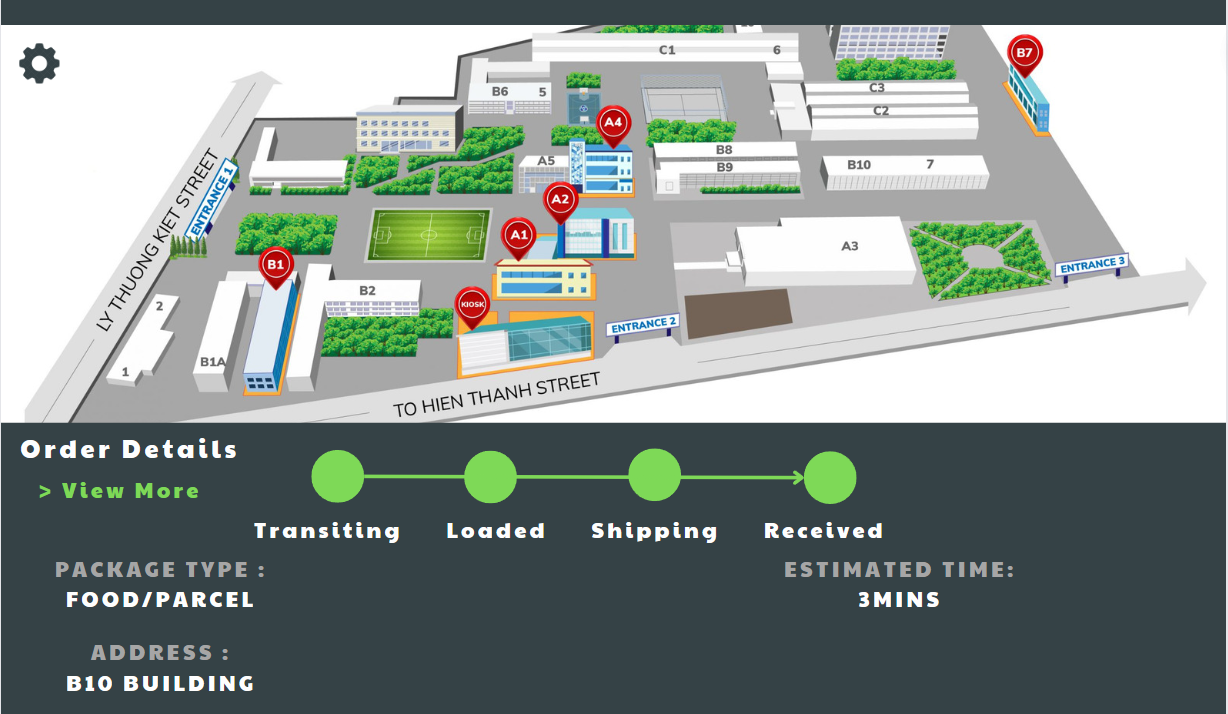 C1
6
B7
C3
C2
B6
5
A4
B8
B9
B10
7
A5
A2
A1
A3
LY THUONG KIET STREET
ENTRANCE 1
ENTRANCE 3
B1
B2
KIOSK
ENTRANCE 2
2
1
B1A
TO HIEN THANH STREET
Order Details
> View More
Transiting
Loaded
Shipping
Received
PACKAGE TYPE :
FOOD/PARCEL
ESTIMATED TIME:
3MINS
ADDRESS :
B10 BUILDING